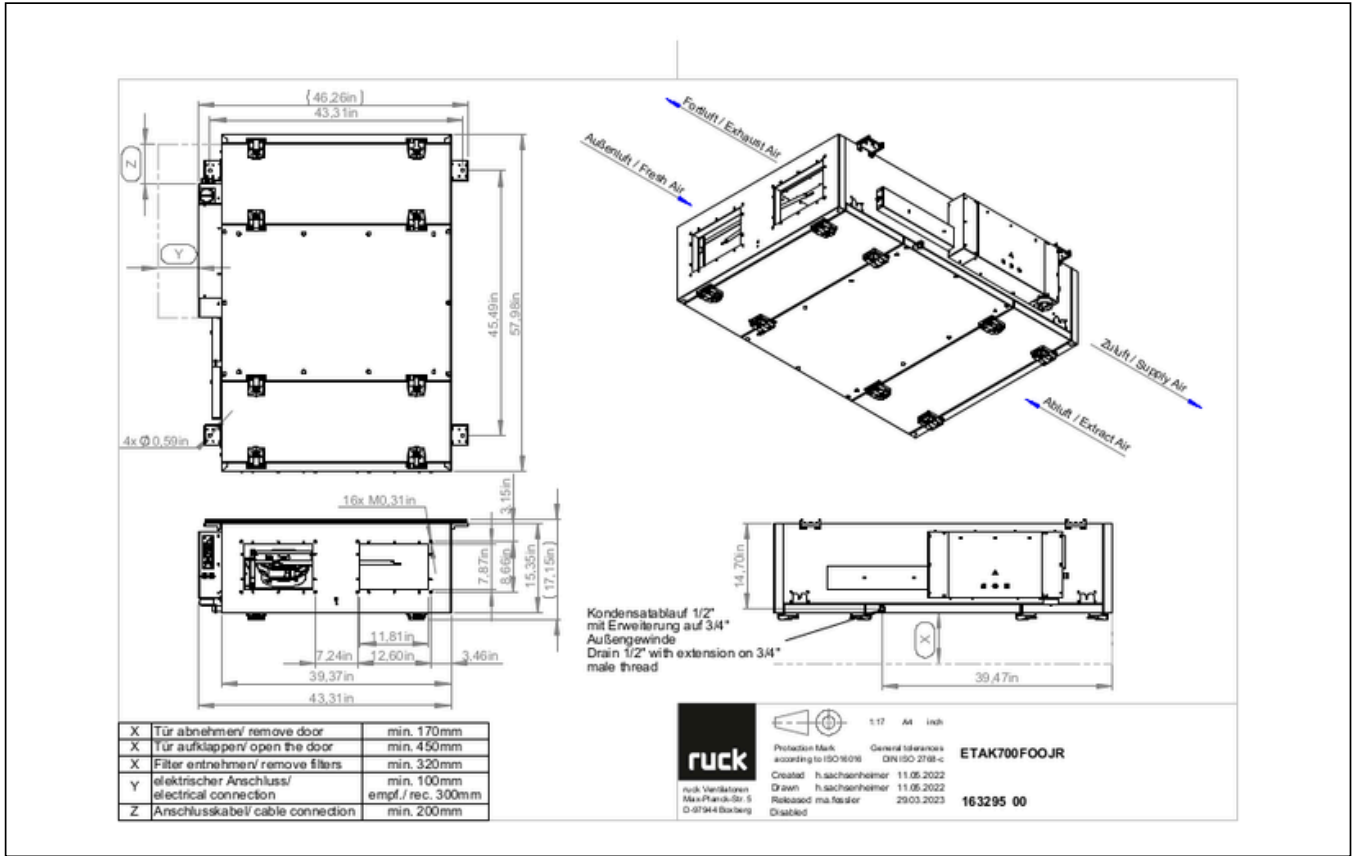 { 46,26in }
43,31in
Z
Y
45,49in
57,98in
4x Ø 0,59in
Fortluft / Exhaust Air
Außenluft / Fresh Air
Zuluft / Supply Air
Abluft / Extract Air
16x M0,31in
3,15in
7,87in
8,66in
15,35in
{ 17,15in }
11,81in
7,24in
12,60in
3,46in
39,37in
43,31in
14,70in
Kondensatablauf 1/2"
mit Erweiterung auf 3/4"
Außengewinde
Drain 1/2" with extension on 3/4"
male thread
X
39,47in
X Tür abnehmen/ remove door min. 170mm
X Tür aufklappen/ open the door min. 450mm
X Filter entnehmen/ remove filters min. 320mm
Y elektrischer Anschluss/ electrical connection min. 100mm empf./ rec. 300mm
Z Anschlusskabel/ cable connection min. 200mm
ruck
ruck Ventilatoren
Max-Planck-Str. 5
D-97944 Boxberg
1:17 A4 inch
Protection Mark according to ISO16016
General tolerances DIN ISO 2768-c
ETAK700FOOJR
Created h.sachsenheimer 11.05.2022
Drawn h.sachsenheimer 11.05.2022
Released ma.fessler 29.03.2023
Disabled
163295 00